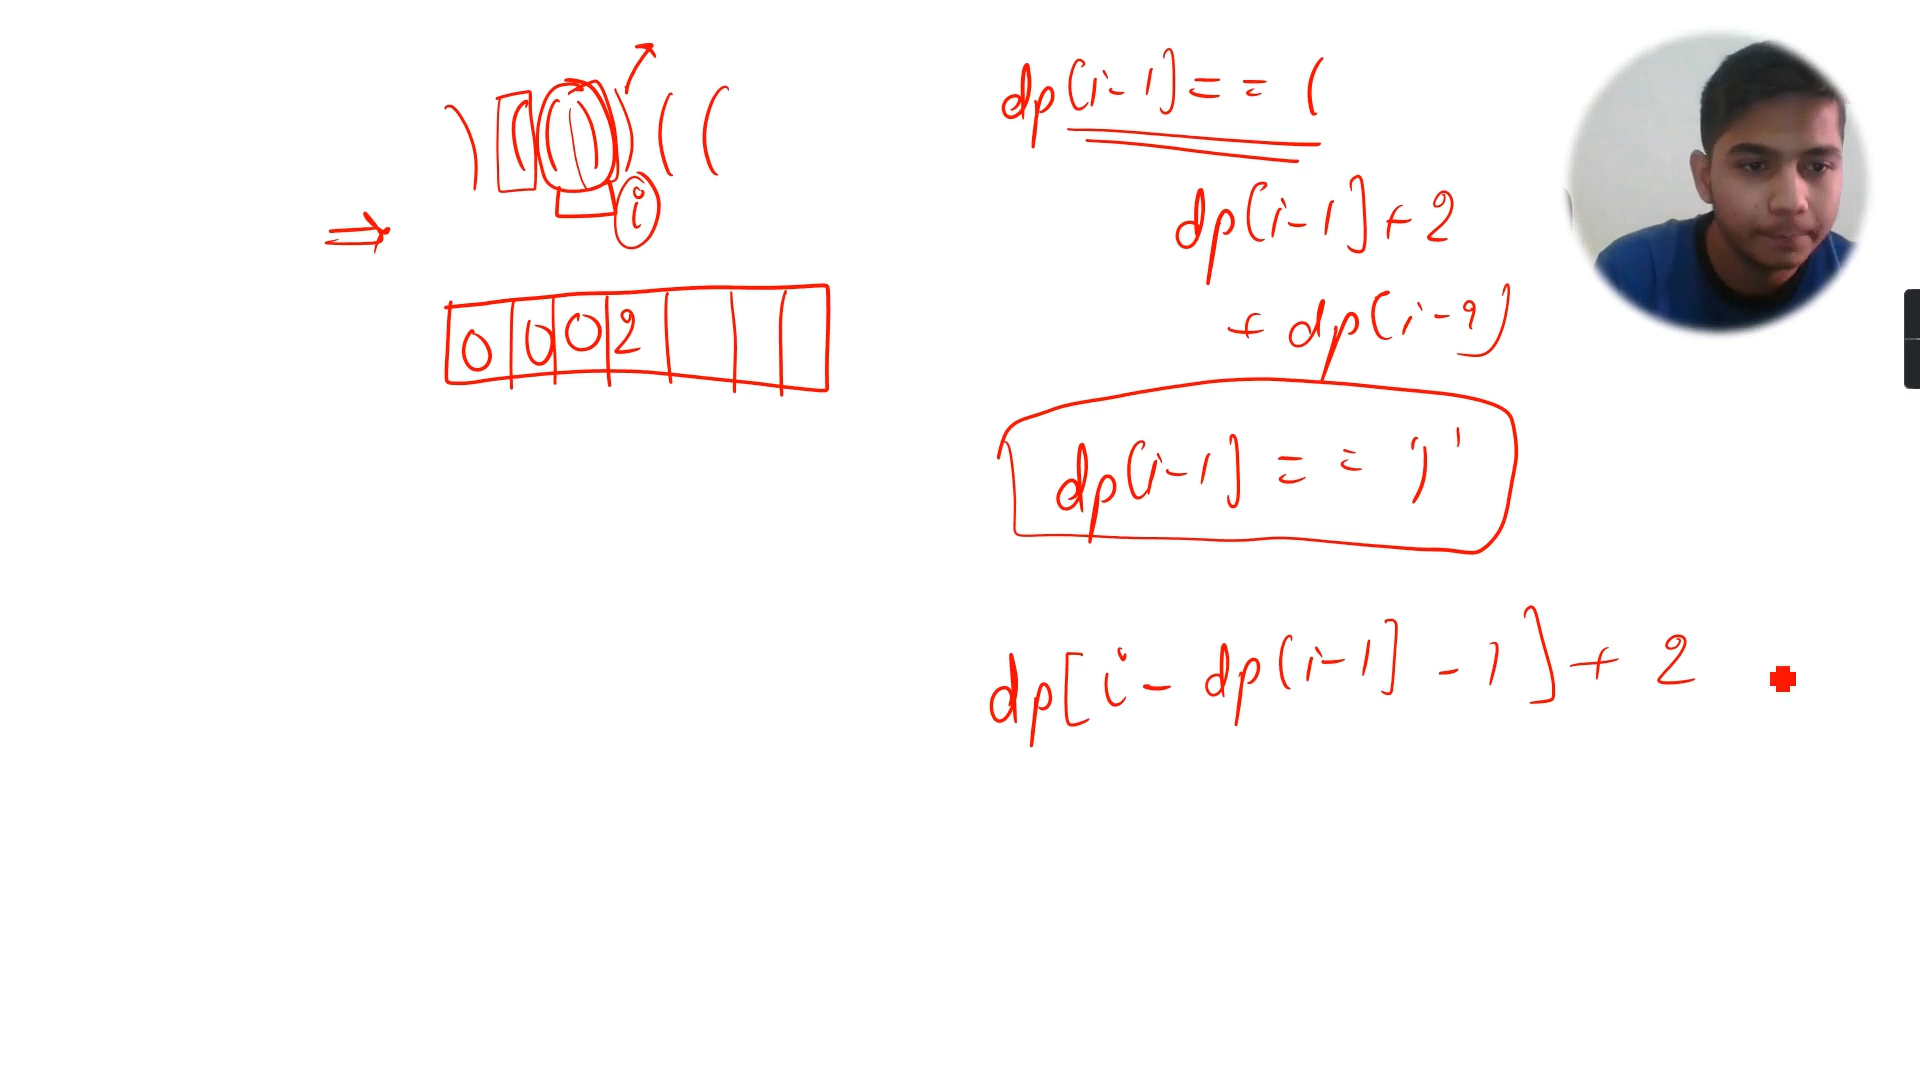 ) ( ( ) ) ( (
i
0 0 0 2
dp[i-1] == (
dp[i-1] + 2
+ dp(i-2)
dp[i-1] == )'
dp[i - dp(i-1] - 1] + 2